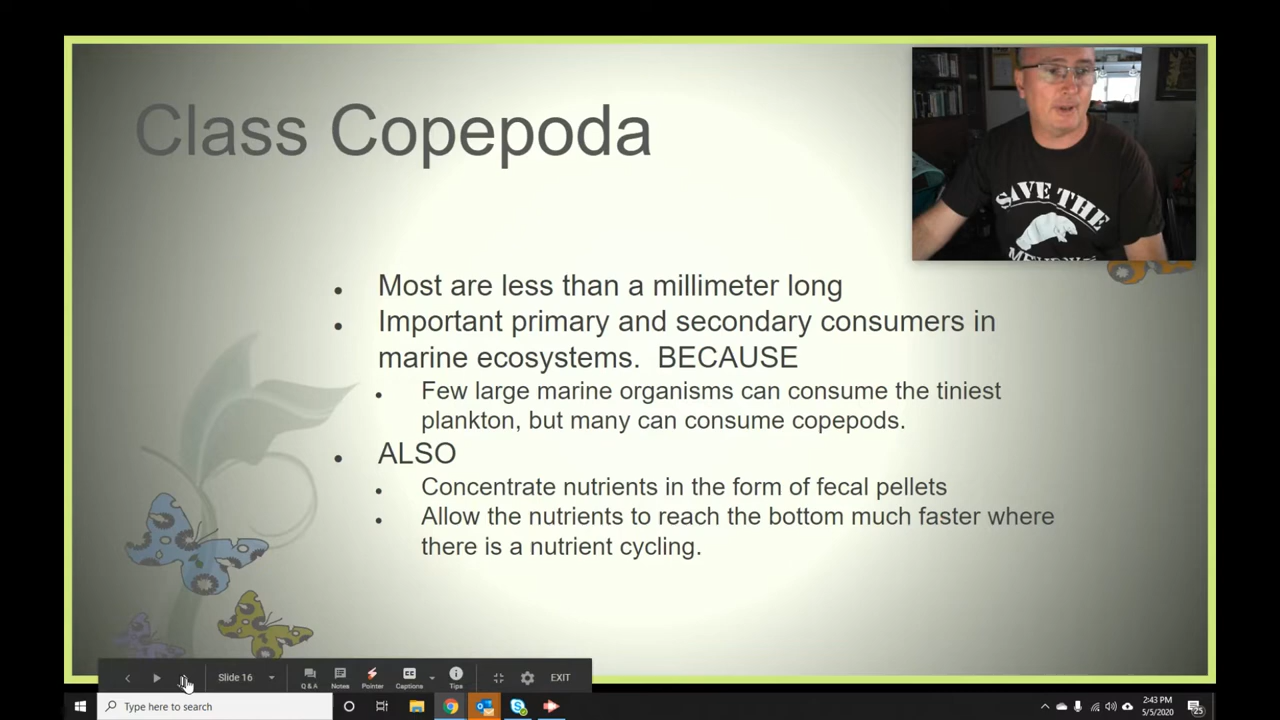 Class Copepoda
SAVE THE
Most are less than a millimeter long
Important primary and secondary consumers in
marine ecosystems.  BECAUSE
Few large marine organisms can consume the tiniest
plankton, but many can consume copepods.
ALSO
Concentrate nutrients in the form of fecal pellets
Allow the nutrients to reach the bottom much faster where
there is a nutrient cycling.
Slide 16
Q & A
Notes
Pointer
CC
Captions
Tips
EXIT
Type here to search
2:43 PM
5/5/2020
25